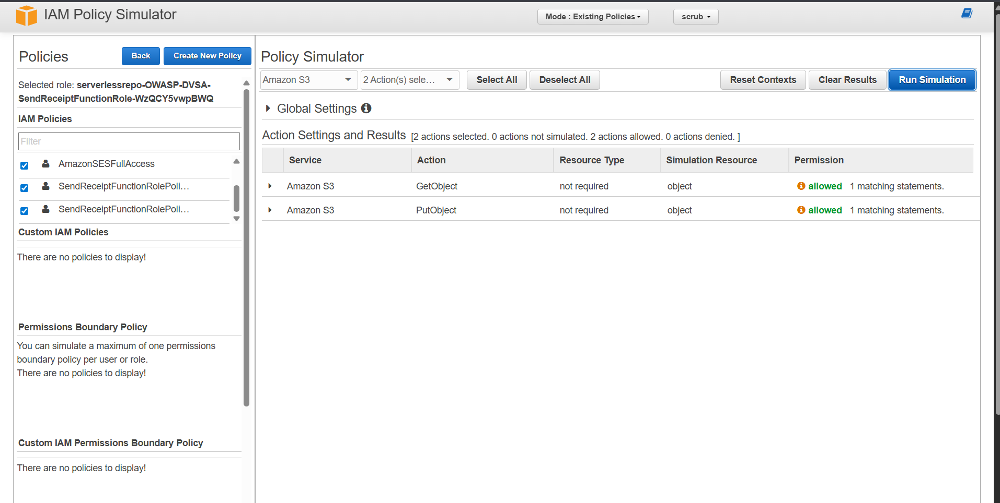 IAM Policy Simulator
Mode : Existing Policies
scrub
Policies
Back
Create New Policy
Selected role: serverlessrepo-OWASP-DVSA-
SendReceiptFunctionRole-WzQCY5vwpBWQ
IAM Policies
Filter
AmazonSESFullAccess
SendReceiptFunctionRolePoli…
SendReceiptFunctionRolePoli…
Custom IAM Policies
There are no policies to display!
Permissions Boundary Policy
You can simulate a maximum of one permissions
boundary policy per user or role.
There are no policies to display!
Custom IAM Permissions Boundary Policy
There are no policies to display!
Policy Simulator
Amazon S3
2 Action(s) sele…
Select All
Deselect All
Reset Contexts
Clear Results
Run Simulation
Global Settings
Action Settings and Results [2 actions selected. 0 actions not simulated. 2 actions allowed. 0 actions denied. ]
Service Action Resource Type Simulation Resource Permission
Amazon S3 GetObject not required object allowed 1 matching statements.
Amazon S3 PutObject not required object allowed 1 matching statements.